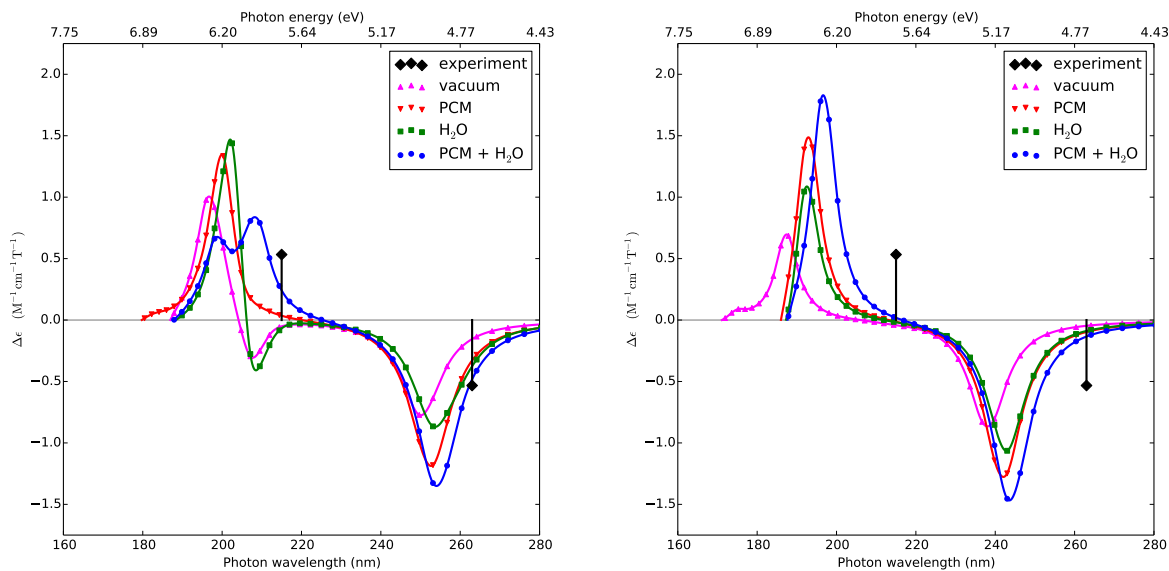 Photon energy (eV)
7.75 6.89 6.20 5.64 5.17 4.77 4.43
experiment
vacuum
PCM
H₂O
PCM + H₂O
2.0
1.5
1.0
0.5
0.0
−0.5
−1.0
−1.5
Δϵ (M⁻¹cm⁻¹T⁻¹)
160 180 200 220 240 260 280
Photon wavelength (nm)
Photon energy (eV)
7.75 6.89 6.20 5.64 5.17 4.77 4.43
experiment
vacuum
PCM
H₂O
PCM + H₂O
2.0
1.5
1.0
0.5
0.0
−0.5
−1.0
−1.5
Δϵ (M⁻¹cm⁻¹T⁻¹)
160 180 200 220 240 260 280
Photon wavelength (nm)